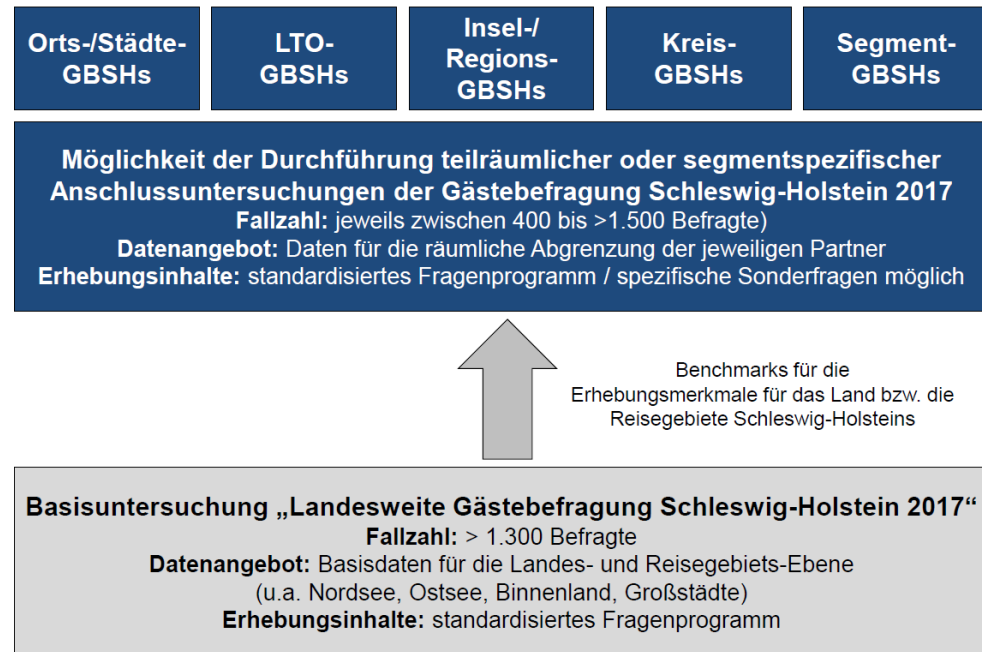 Orts-/Städte-
GBSHs
LTO-
GBSHs
Insel-/
Regions-
GBSHs
Kreis-
GBSHs
Segment-
GBSHs
Möglichkeit der Durchführung teilräumlicher oder segmentspezifischer
Anschlussuntersuchungen der Gästebefragung Schleswig-Holstein 2017
Fallzahl: jeweils zwischen 400 bis >1.500 Befragte)
Datenangebot: Daten für die räumliche Abgrenzung der jeweiligen Partner
Erhebungsinhalte: standardisiertes Fragenprogramm / spezifische Sonderfragen möglich
Benchmarks für die
Erhebungsmerkmale für das Land bzw. die
Reisegebiete Schleswig-Holsteins
Basisuntersuchung „Landesweite Gästebefragung Schleswig-Holstein 2017“
Fallzahl: > 1.300 Befragte
Datenangebot: Basisdaten für die Landes- und Reisegebiets-Ebene
(u.a. Nordsee, Ostsee, Binnenland, Großstädte)
Erhebungsinhalte: standardisiertes Fragenprogramm